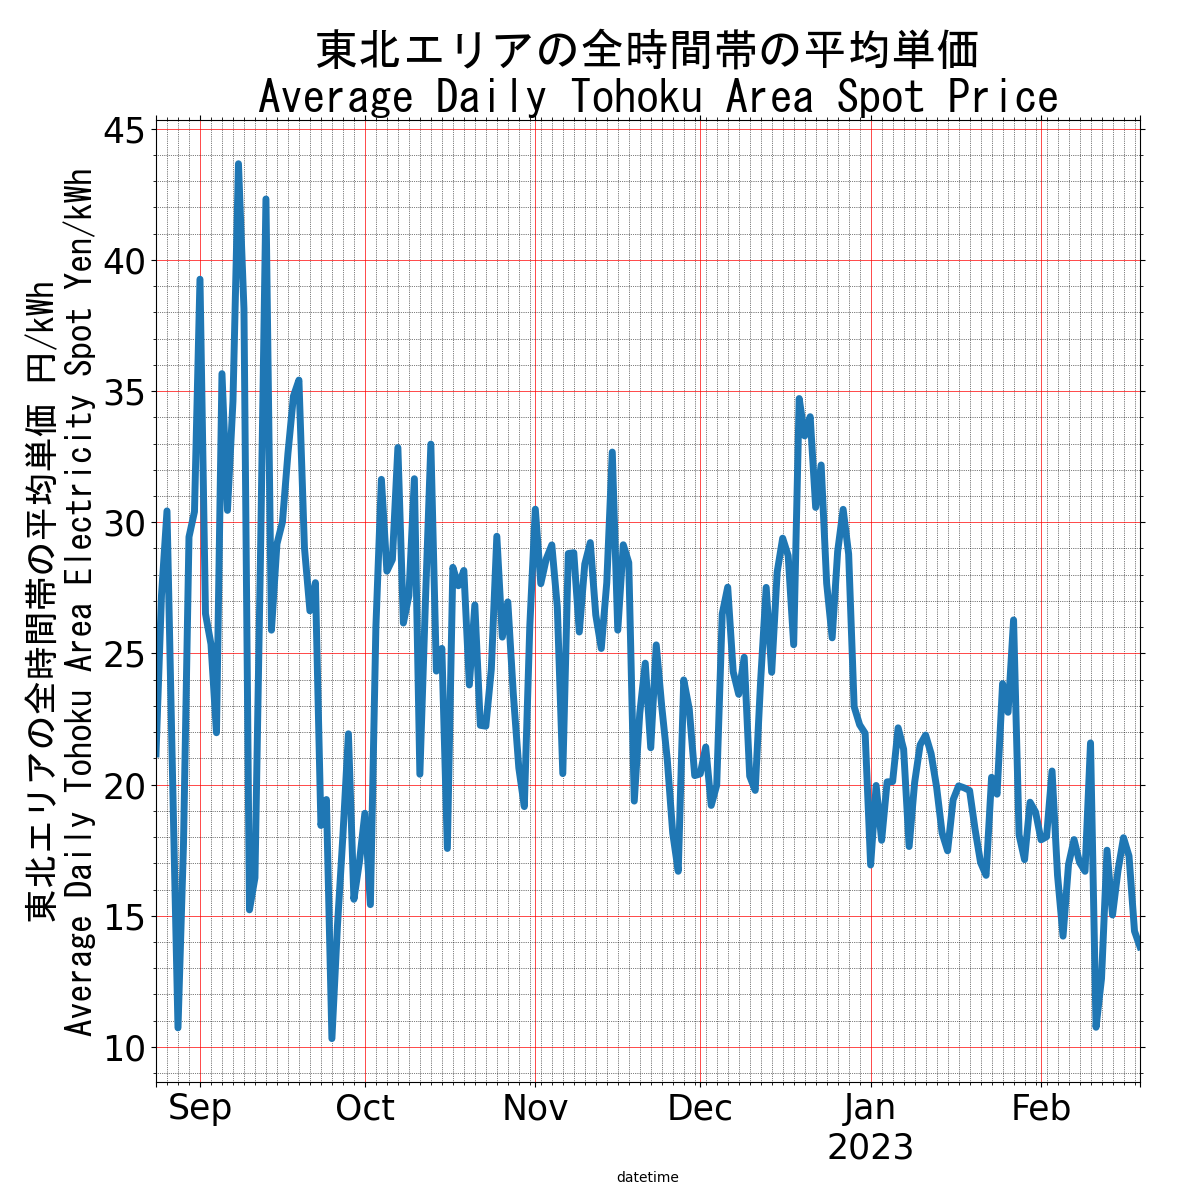 東北エリアの全時間帯の平均単価
Average Daily Tohoku Area Spot Price
東北エリアの全時間帯の平均単価 円/kWh
Average Daily Tohoku Area Electricity Spot Yen/kWh
45
40
35
30
25
20
15
10
Sep Oct Nov Dec Jan Feb
2023
datetime